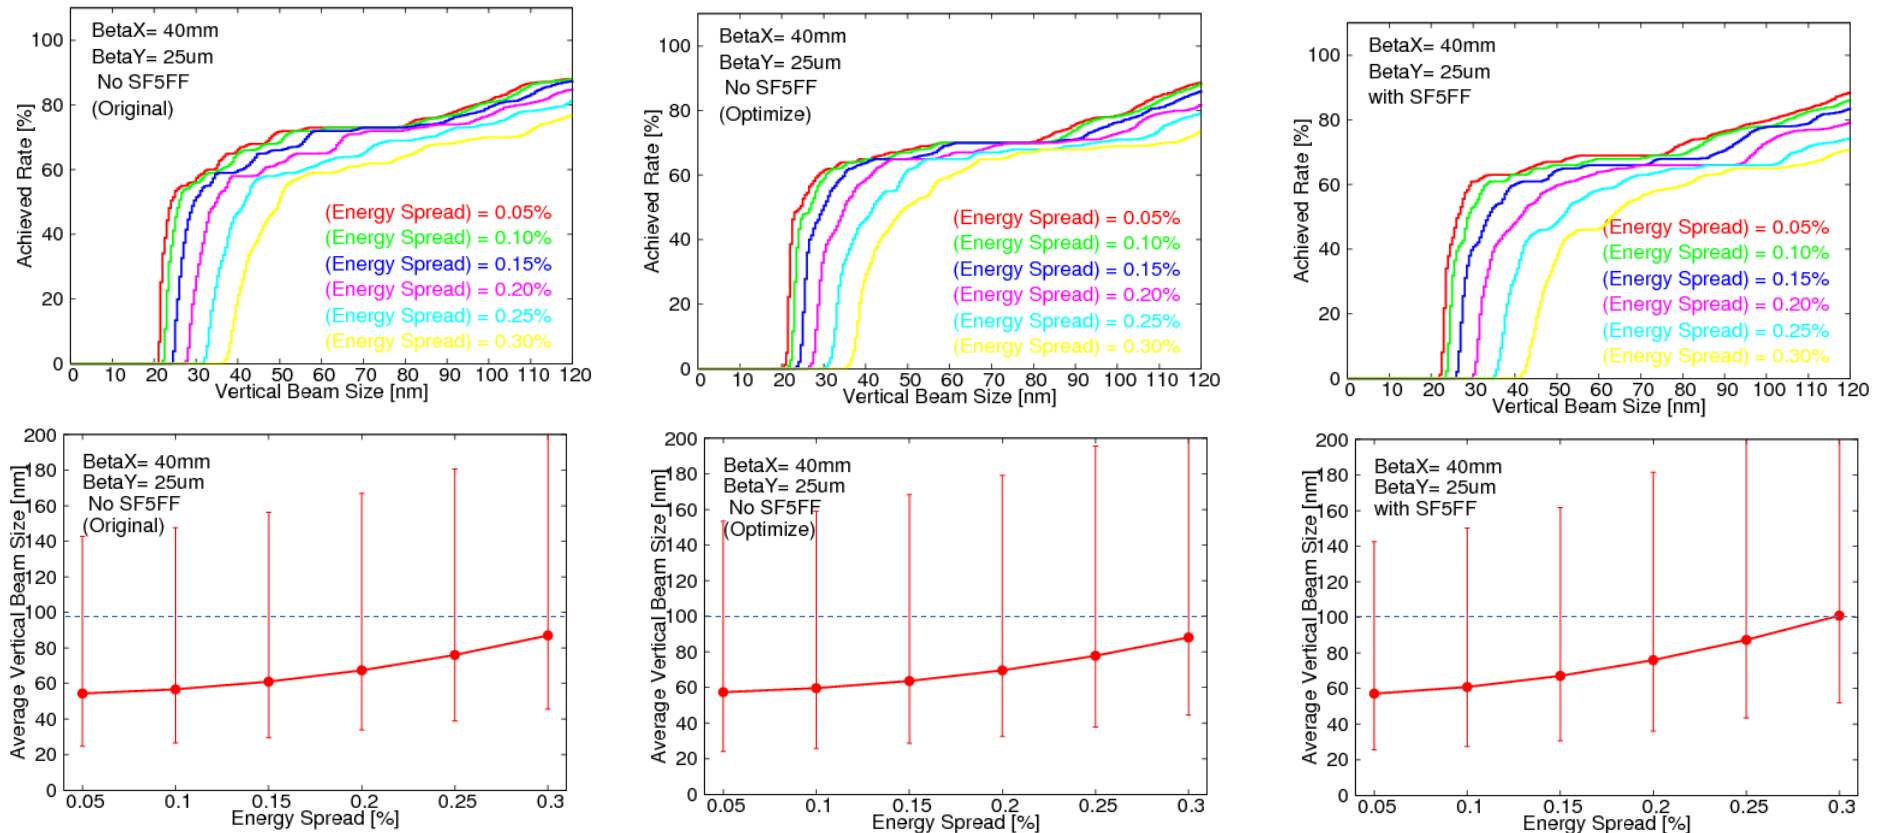 100
80
60
40
20
0
Achieved Rate [%]
BetaX= 40mm
BetaY= 25um
No SF5FF
(Original)
(Energy Spread) = 0.05%
(Energy Spread) = 0.10%
(Energy Spread) = 0.15%
(Energy Spread) = 0.20%
(Energy Spread) = 0.25%
(Energy Spread) = 0.30%
0 10 20 30 40 50 60 70 80 90 100 110 120
Vertical Beam Size [nm]
100
80
60
40
20
0
Achieved Rate [%]
BetaX= 40mm
BetaY= 25um
No SF5FF
(Optimize)
(Energy Spread) = 0.05%
(Energy Spread) = 0.10%
(Energy Spread) = 0.15%
(Energy Spread) = 0.20%
(Energy Spread) = 0.25%
(Energy Spread) = 0.30%
0 10 20 30 40 50 60 70 80 90 100 110 120
Vertical Beam Size [nm]
100
80
60
40
20
0
Achieved Rate [%]
BetaX= 40mm
BetaY= 25um
with SF5FF
(Energy Spread) = 0.05%
(Energy Spread) = 0.10%
(Energy Spread) = 0.15%
(Energy Spread) = 0.20%
(Energy Spread) = 0.25%
(Energy Spread) = 0.30%
0 10 20 30 40 50 60 70 80 90 100 110 120
Vertical Beam Size [nm]
200
180
160
140
120
100
80
60
40
20
0
Average Vertical Beam Size [nm]
BetaX= 40mm
BetaY= 25um
No SF5FF
(Original)
0.05 0.1 0.15 0.2 0.25 0.3
Energy Spread [%]
200
180
160
140
120
100
80
60
40
20
0
Average Vertical Beam Size [nm]
BetaX= 40mm
BetaY= 25um
No SF5FF
(Optimize)
0.05 0.1 0.15 0.2 0.25 0.3
Energy Spread [%]
200
180
160
140
120
100
80
60
40
20
0
Average Vertical Beam Size [nm]
BetaX= 40mm
BetaY= 25um
with SF5FF
0.05 0.1 0.15 0.2 0.25 0.3
Energy Spread [%]